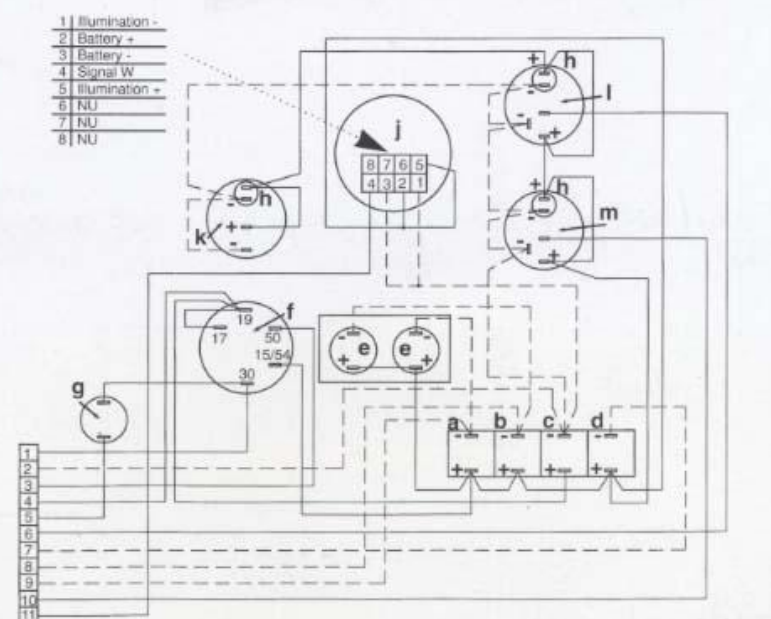 1 Illumination -
2 Battery +
3 Battery -
4 Signal W
5 Illumination +
6 NU
7 NU
8 NU
+ h
- l
- +
j
8 7 6 5
4 3 2 1
h
-
k +
-
+ h
- m
- +
f
19
17 50
15/54
30
- e e -
+ +
g
a b c d
- - - -
+ + + +
1
2
3
4
5
6
7
8
9
10
11